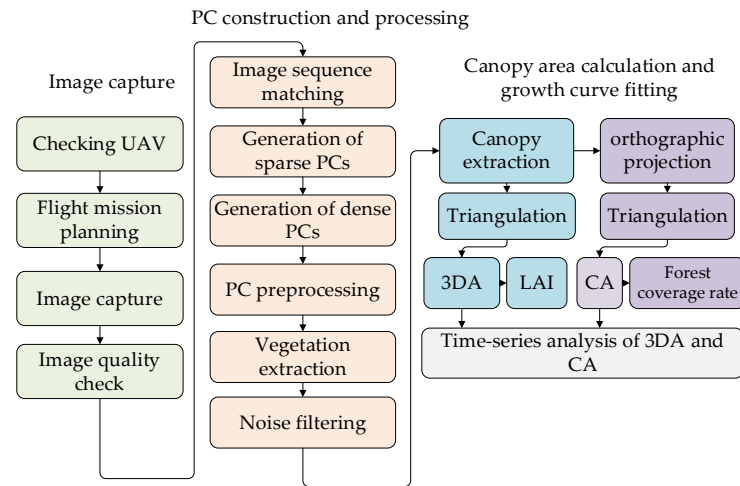 PC construction and processing
Image capture
Checking UAV
Flight mission
planning
Image capture
Image quality
check
Image sequence
matching
Generation of
sparse PCs
Generation of dense
PCs
PC preprocessing
Vegetation
extraction
Noise filtering
Canopy area calculation and
growth curve fitting
Canopy
extraction
orthographic
projection
Triangulation
Triangulation
3DA
LAI
CA
Forest
coverage rate
Time-series analysis of 3DA and
CA